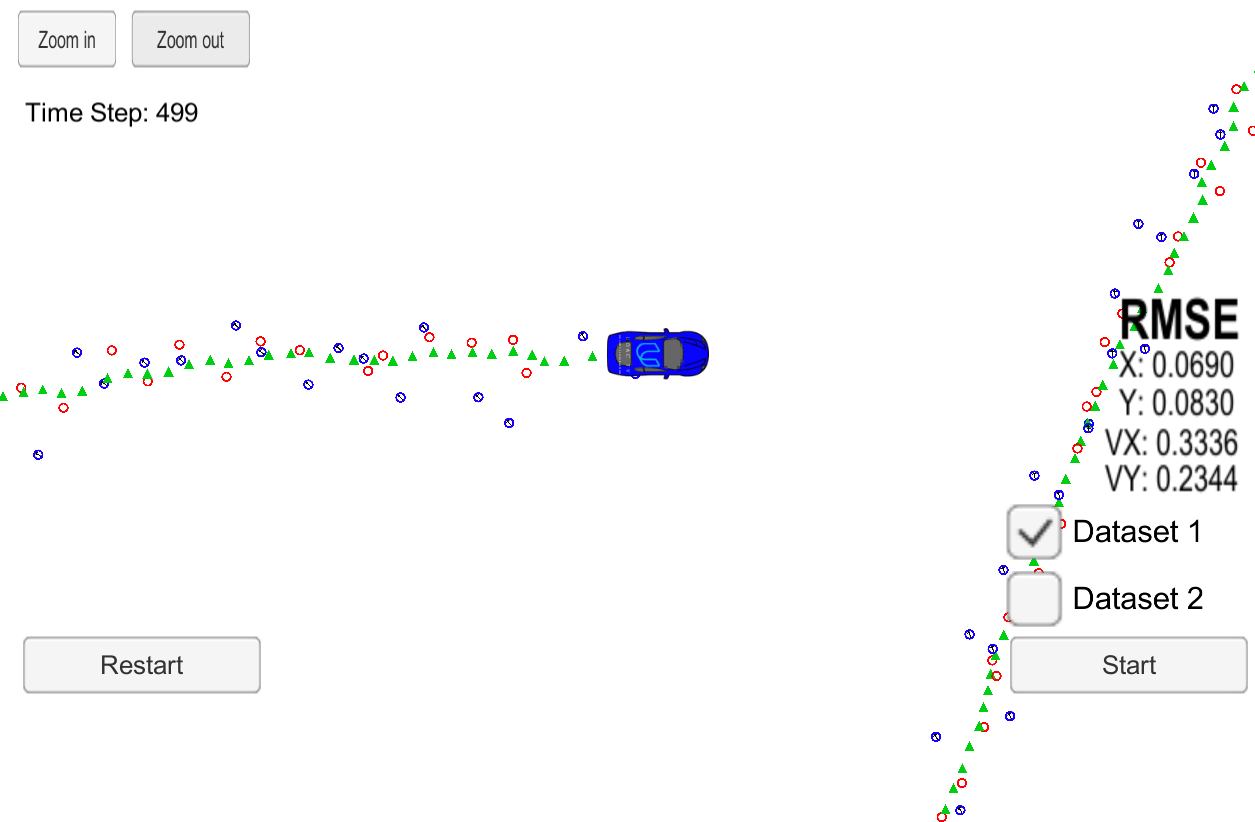 Zoom in
Zoom out
Time Step: 499
RMSE
X: 0.0690
Y: 0.0830
VX: 0.3336
VY: 0.2344
Dataset 1
Dataset 2
Restart
Start